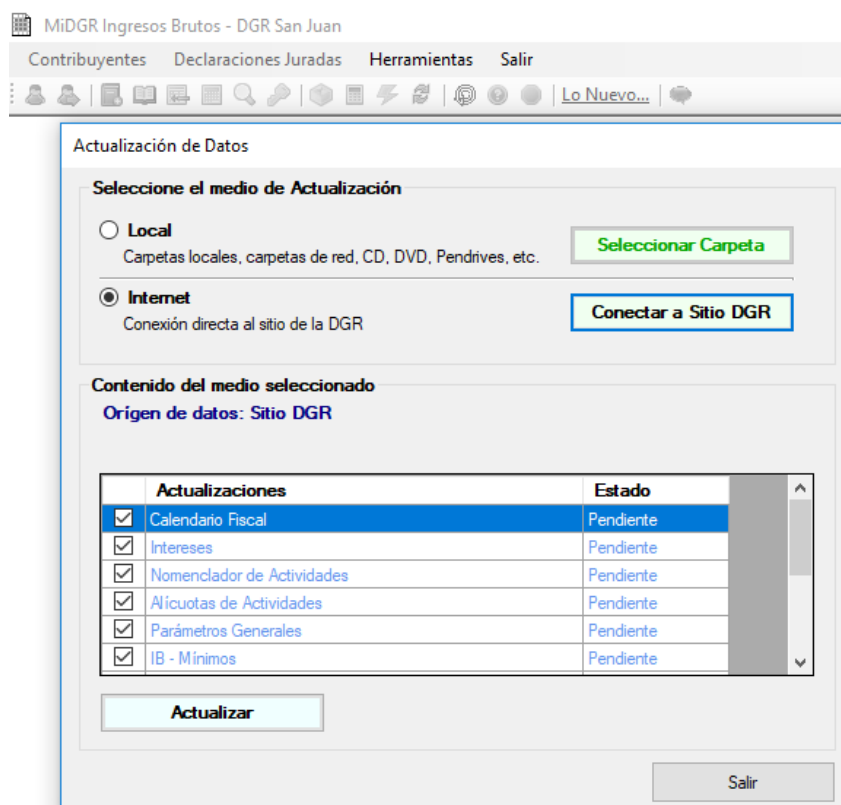 MiDGR Ingresos Brutos - DGR San Juan
Contribuyentes Declaraciones Juradas Herramientas Salir
Lo Nuevo...
Actualización de Datos
Seleccione el medio de Actualización
Local
Seleccionar Carpeta
Carpetas locales, carpetas de red, CD, DVD, Pendrives, etc.
Internet
Conectar a Sitio DGR
Conexión directa al sitio de la DGR
Contenido del medio seleccionado
Orígen de datos: Sitio DGR
Actualizaciones Estado
Calendario Fiscal Pendiente
Intereses Pendiente
Nomenclador de Actividades Pendiente
Alícuotas de Actividades Pendiente
Parámetros Generales Pendiente
IB - Mínimos Pendiente
Actualizar
Salir